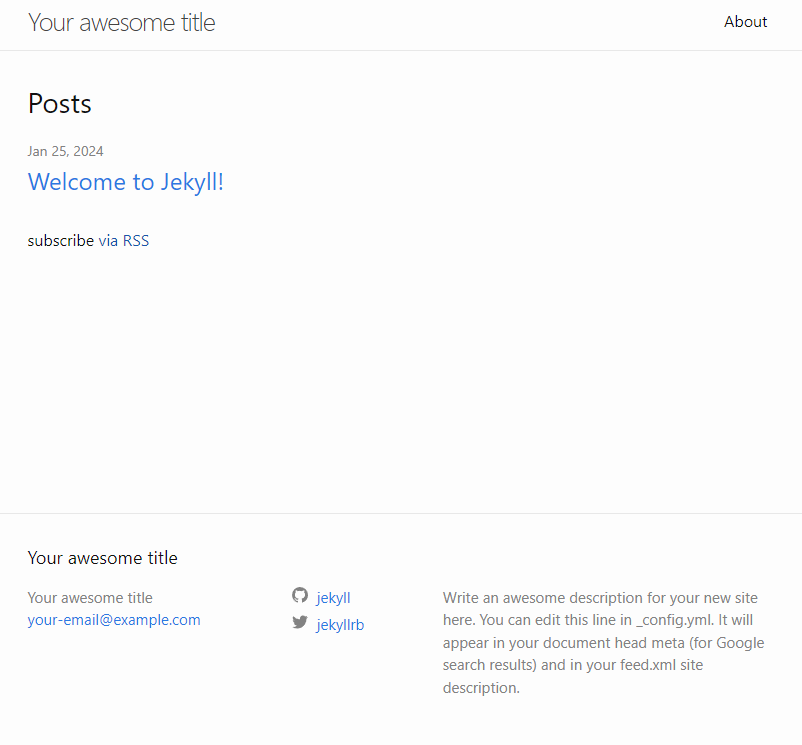 Your awesome title
About
Posts
Jan 25, 2024
Welcome to Jekyll!
subscribe via RSS
Your awesome title
Your awesome title
your-email@example.com
jekyll
jekyllrb
Write an awesome description for your new site
here. You can edit this line in _config.yml. It will
appear in your document head meta (for Google
search results) and in your feed.xml site
description.